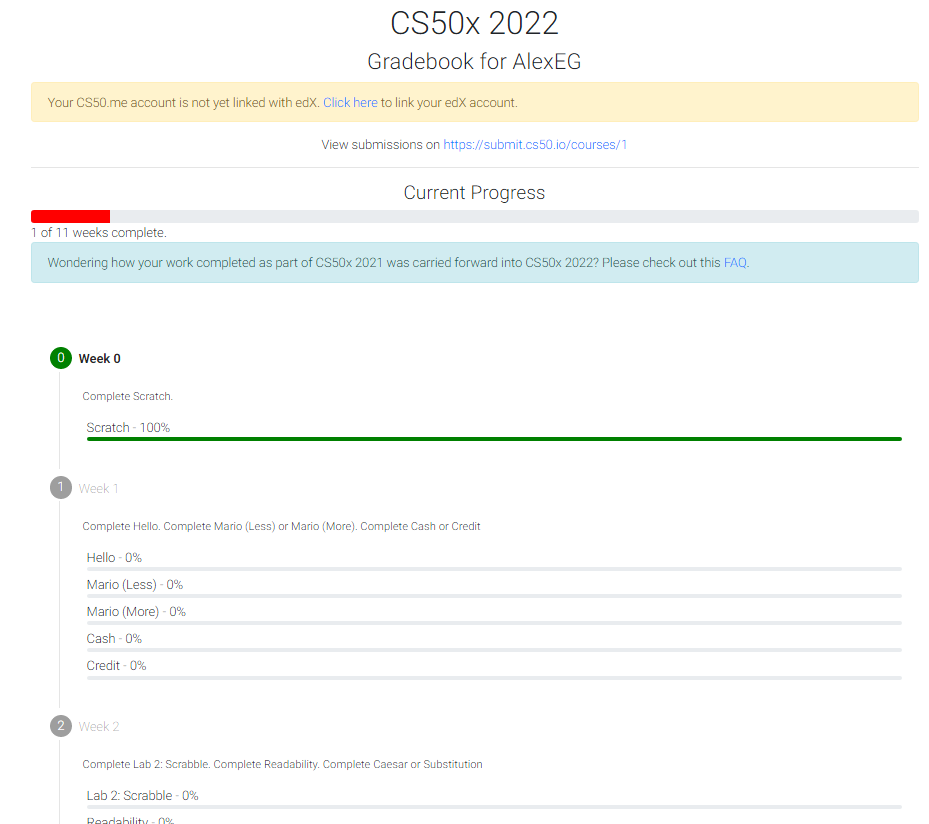 CS50x 2022
Gradebook for AlexEG
Your CS50.me account is not yet linked with edX. Click here to link your edX account.
View submissions on https://submit.cs50.io/courses/1
Current Progress
1 of 11 weeks complete.
Wondering how your work completed as part of CS50x 2021 was carried forward into CS50x 2022? Please check out this FAQ.
0 Week 0
Complete Scratch.
Scratch - 100%
1 Week 1
Complete Hello. Complete Mario (Less) or Mario (More). Complete Cash or Credit
Hello - 0%
Mario (Less) - 0%
Mario (More) - 0%
Cash - 0%
Credit - 0%
2 Week 2
Complete Lab 2: Scrabble. Complete Readability. Complete Caesar or Substitution
Lab 2: Scrabble - 0%
Readability - 0%